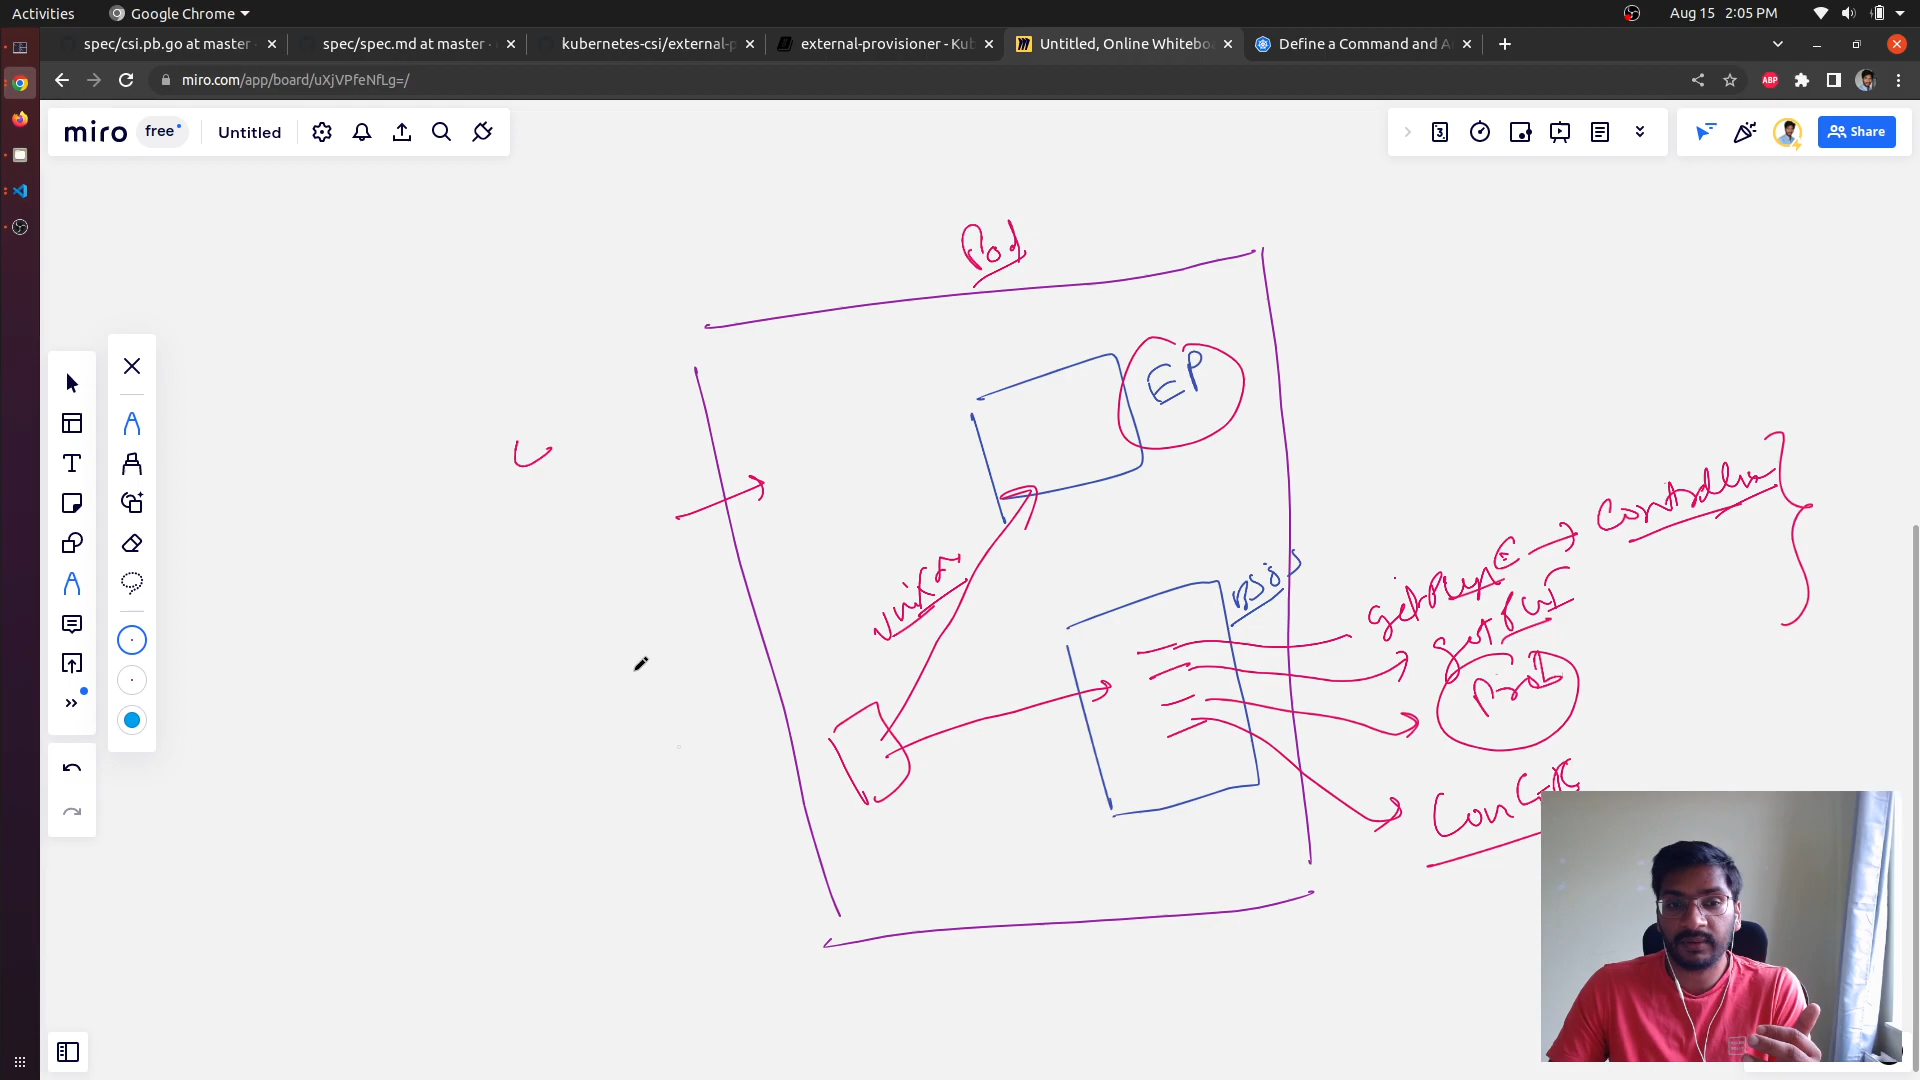 Activities
Google Chrome
Aug 15 2:05 PM
spec/csi.pb.go at master
spec/spec.md at master
kubernetes-csi/external-p
external-provisioner - Kub
Untitled, Online Whitebo
Define a Command and A
miro.com/app/board/uXjVPfeNfLg=/
ABP
miro
free
Untitled
3
Share
Pod
EP
Controller
unix
Prob